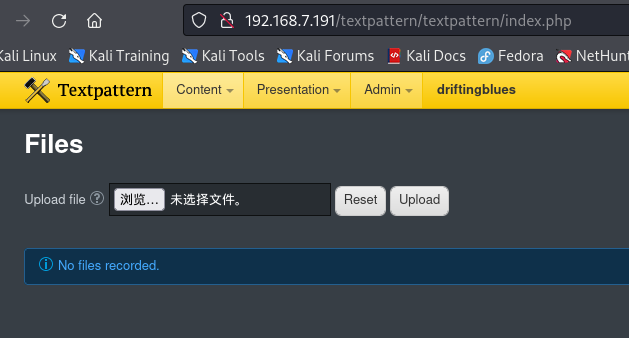 192.168.7.191/textpattern/textpattern/index.php
Kali Linux Kali Training Kali Tools Kali Forums Kali Docs Fedora NetHunt
Textpattern Content Presentation Admin driftingblues
Files
Upload file ? 浏览... 未选择文件。 Reset Upload
No files recorded.